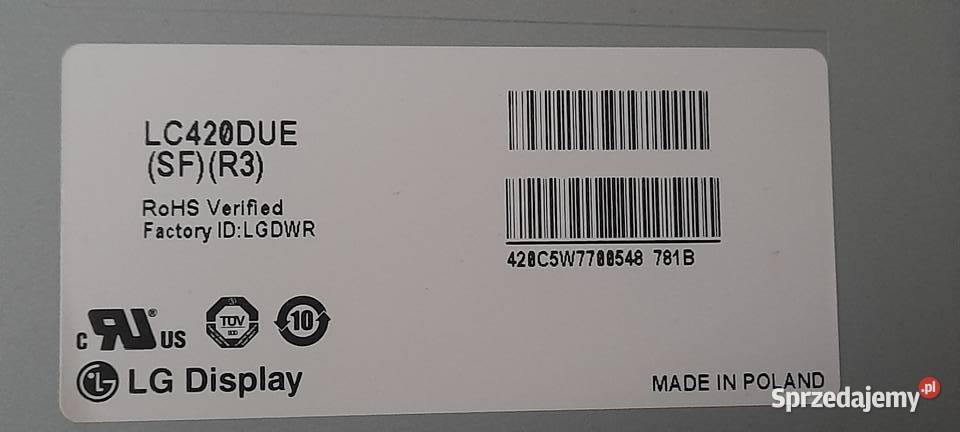 LC420DUE
(SF)(R3)
RoHS Verified
Factory ID:LGDWR
420C5W7700548 781B
c RU ® US
TÜV
10
LG Display
MADE IN POLAND
Sprzedajemy.pl